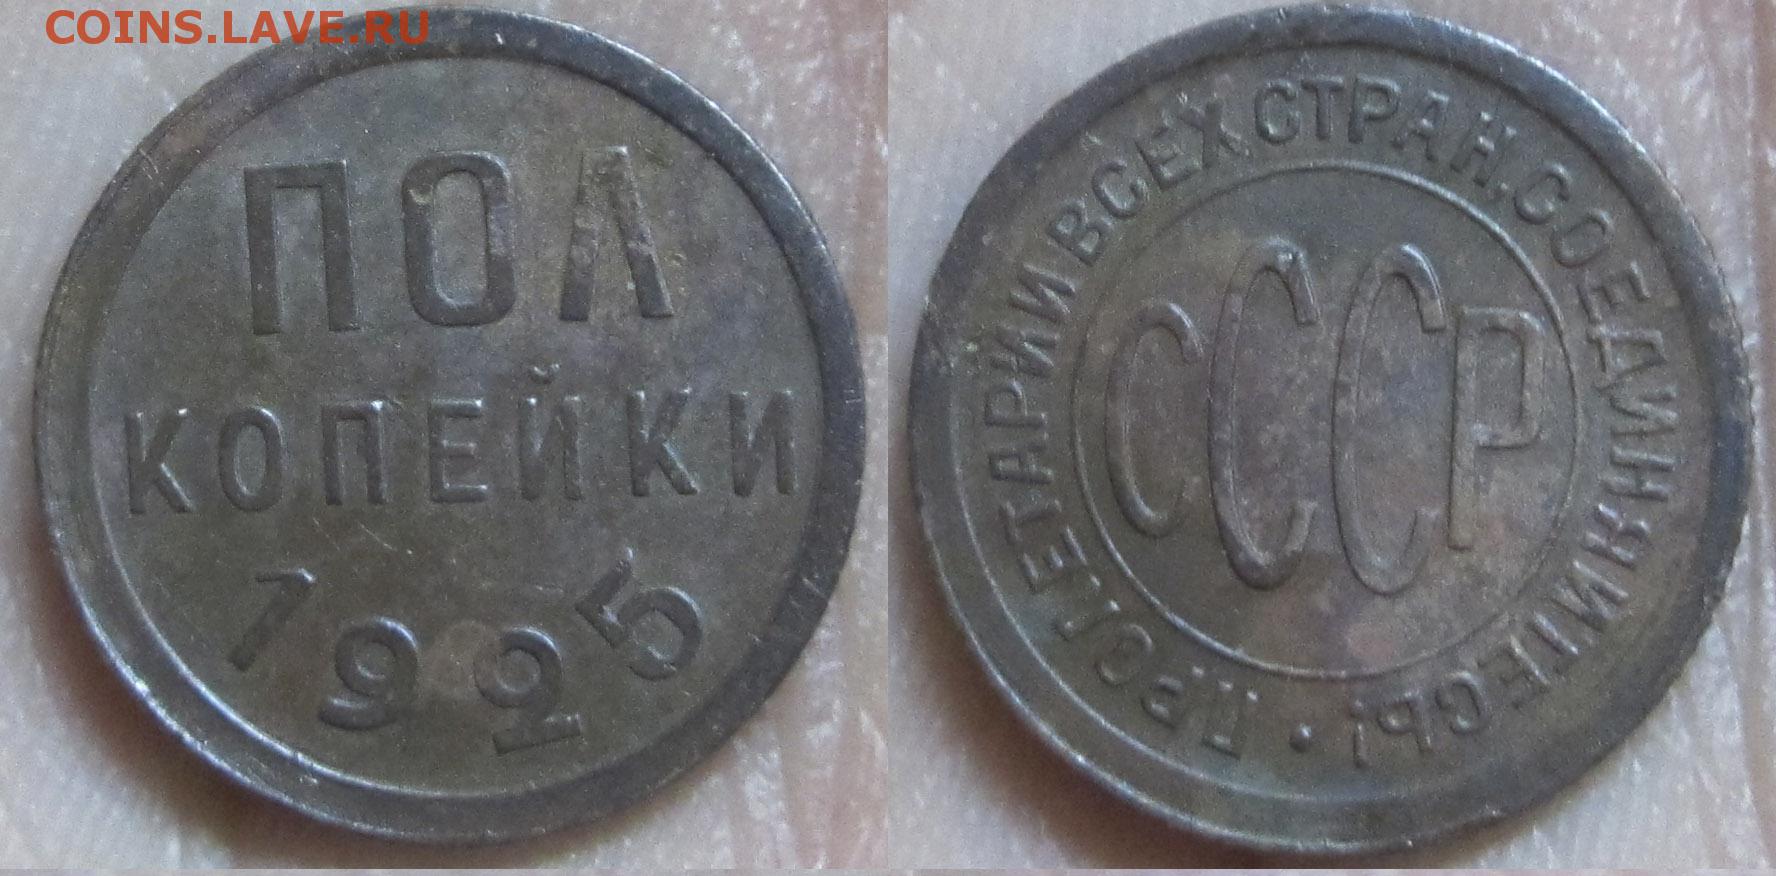 COINS.LAVE.RU
ПОЛ
КОПЕЙКИ
1925
ПРОЛЕТАРИИ ВСЕХ СТРАН, СОЕДИНЯЙТЕСЬ! •
СССР